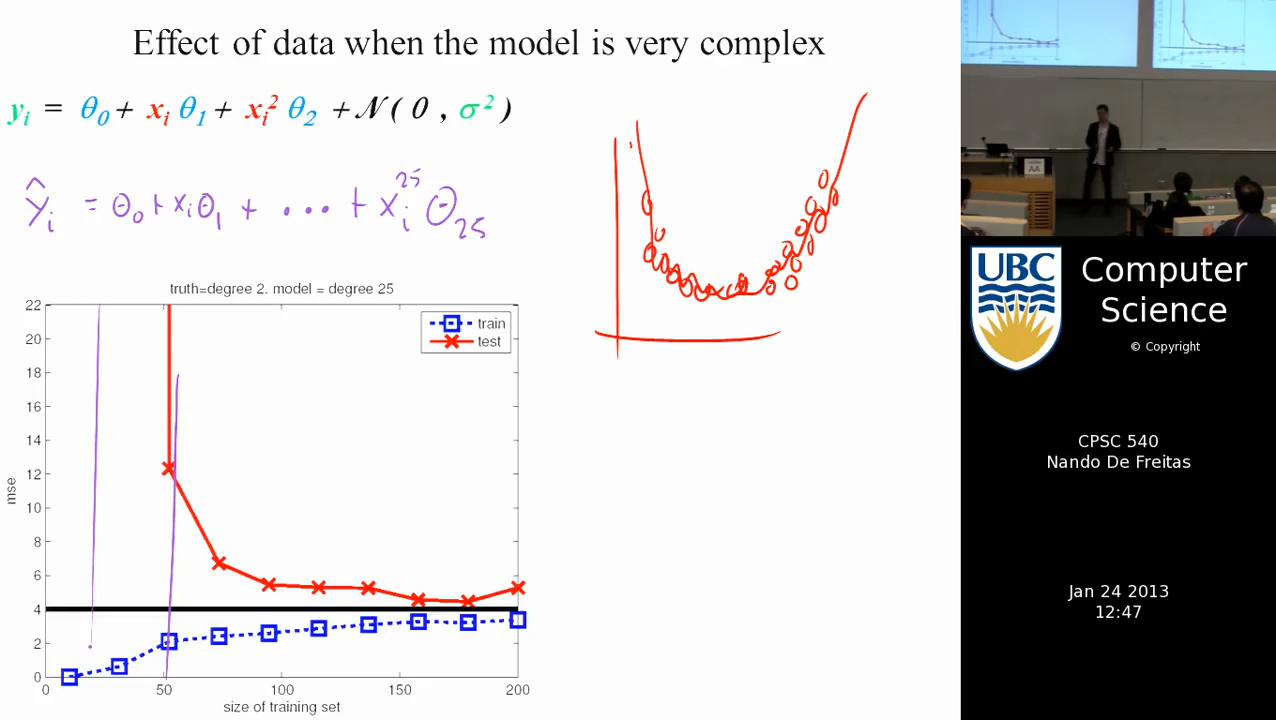 Effect of data when the model is very complex
yᵢ = θ₀ + xᵢ θ₁ + xᵢ² θ₂ + 𝒩 ( 0 , σ² )
ŷᵢ = θ₀ + xᵢθ₁ + ... + xᵢ²⁵ θ₂₅
truth=degree 2. model = degree 25
train
test
22
20
18
16
14
12
10
8
6
4
2
0
mse
0 50 100 150 200
size of training set
AA
UBC
Computer
Science
© Copyright
CPSC 540
Nando De Freitas
Jan 24 2013
12:47